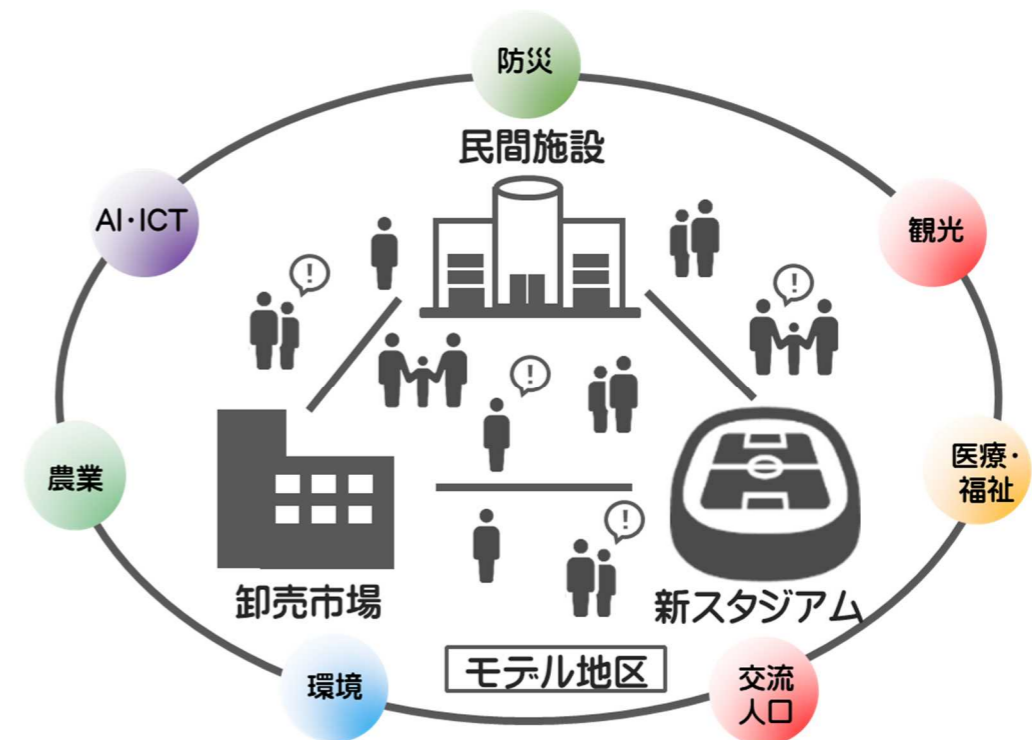 防災
民間施設
AI・ICT
観光
!
!
!
農業
医療・
福祉
!
卸売市場
新スタジアム
環境
モデル地区
交流
人口